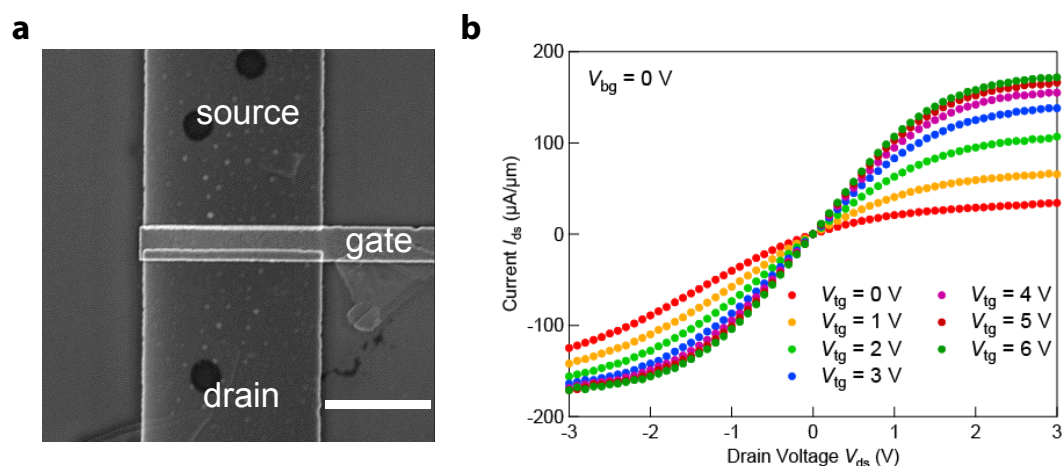 a
source
gate
drain
b
V_bg = 0 V
Current I_ds (µA/µm)
200
100
0
-100
-200
V_tg = 0 V
V_tg = 1 V
V_tg = 2 V
V_tg = 3 V
V_tg = 4 V
V_tg = 5 V
V_tg = 6 V
-3
-2
-1
0
1
2
3
Drain Voltage V_ds (V)